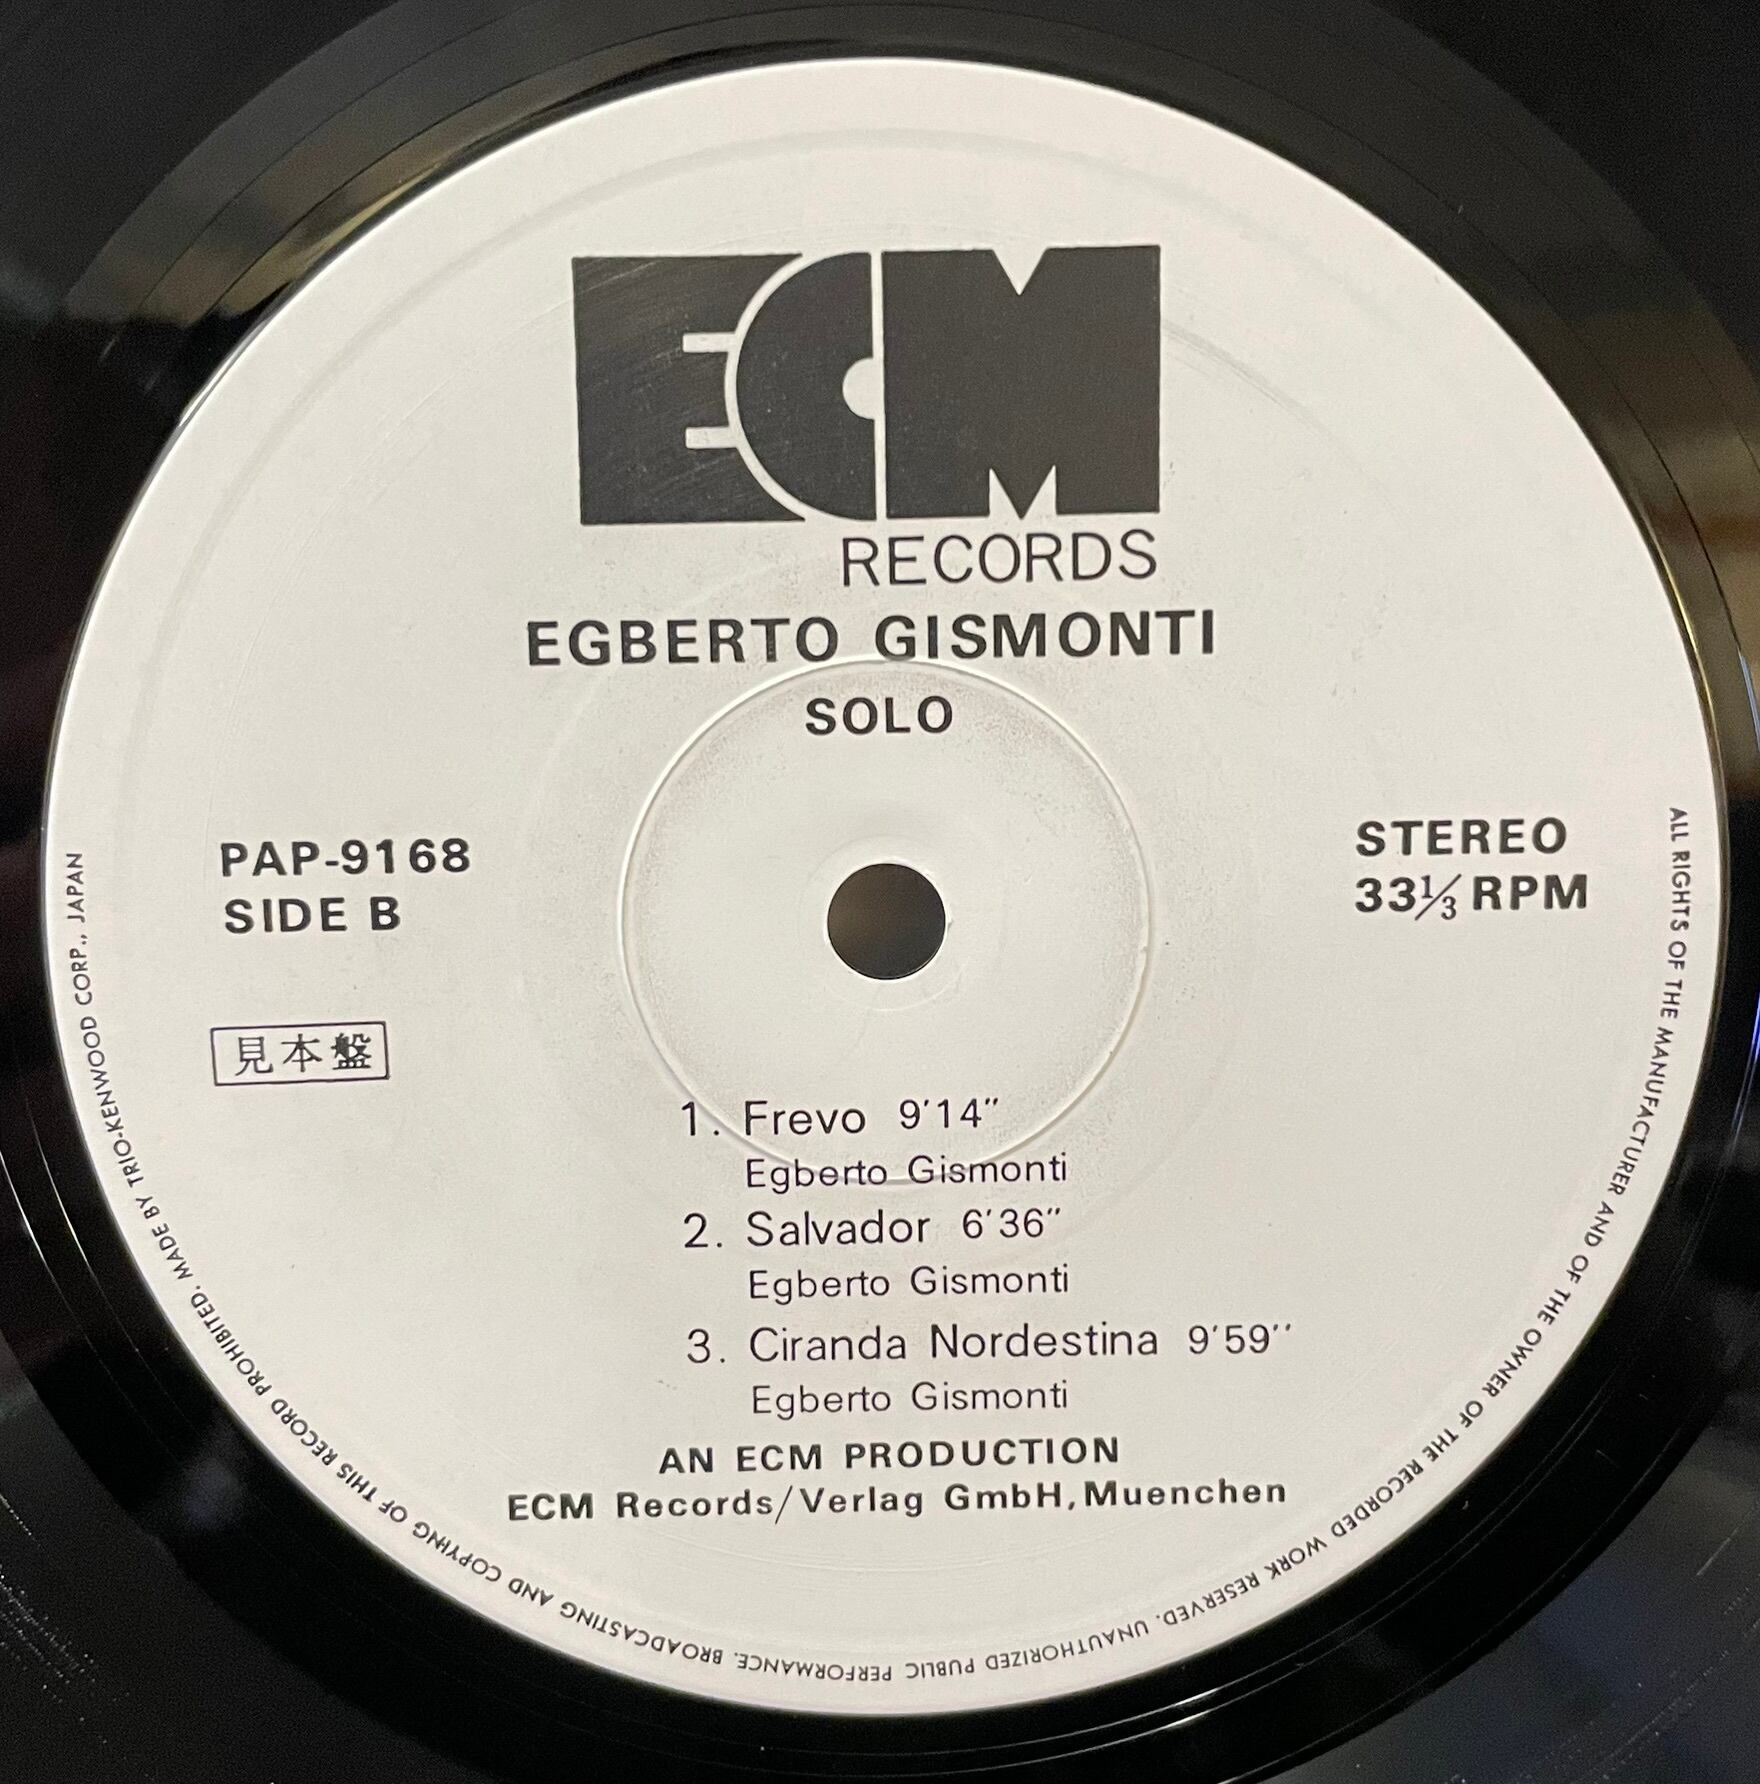 ECM
RECORDS
EGBERTO GISMONTI
SOLO
PAP-9168
SIDE B
STEREO
33⅓ RPM
見本盤
1. Frevo 9'14"
Egberto Gismonti
2. Salvador 6'36"
Egberto Gismonti
3. Ciranda Nordestina 9'59''
Egberto Gismonti
AN ECM PRODUCTION
ECM Records/Verlag GmbH, Muenchen
ALL RIGHTS OF THE MANUFACTURER AND OF THE OWNER OF THE RECORDED WORK RESERVED. UNAUTHORIZED PUBLIC PERFORMANCE. BROADCASTING AND COPYING OF THIS RECORD PROHIBITED. MADE BY TRIO-KENWOOD CORP., JAPAN